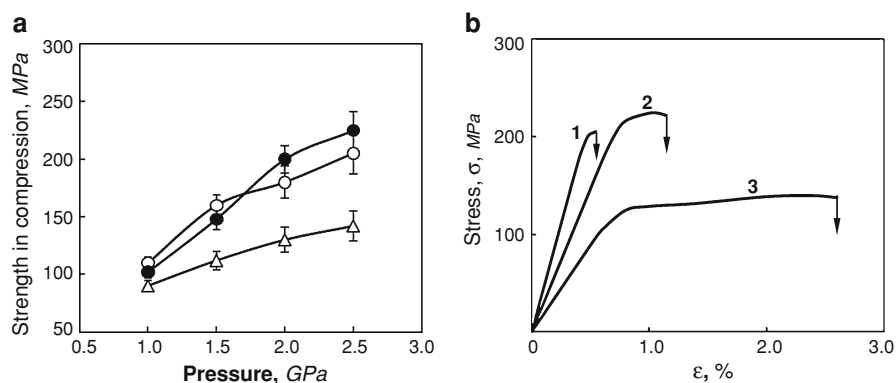 a
Strength in compression, MPa
300
250
200
150
100
50
0.5 1.0 1.5 2.0 2.5 3.0
Pressure, GPa
b
Stress, σ, MPa
300
200
100
0 1.0 2.0 3.0
1
2
3
ε, %